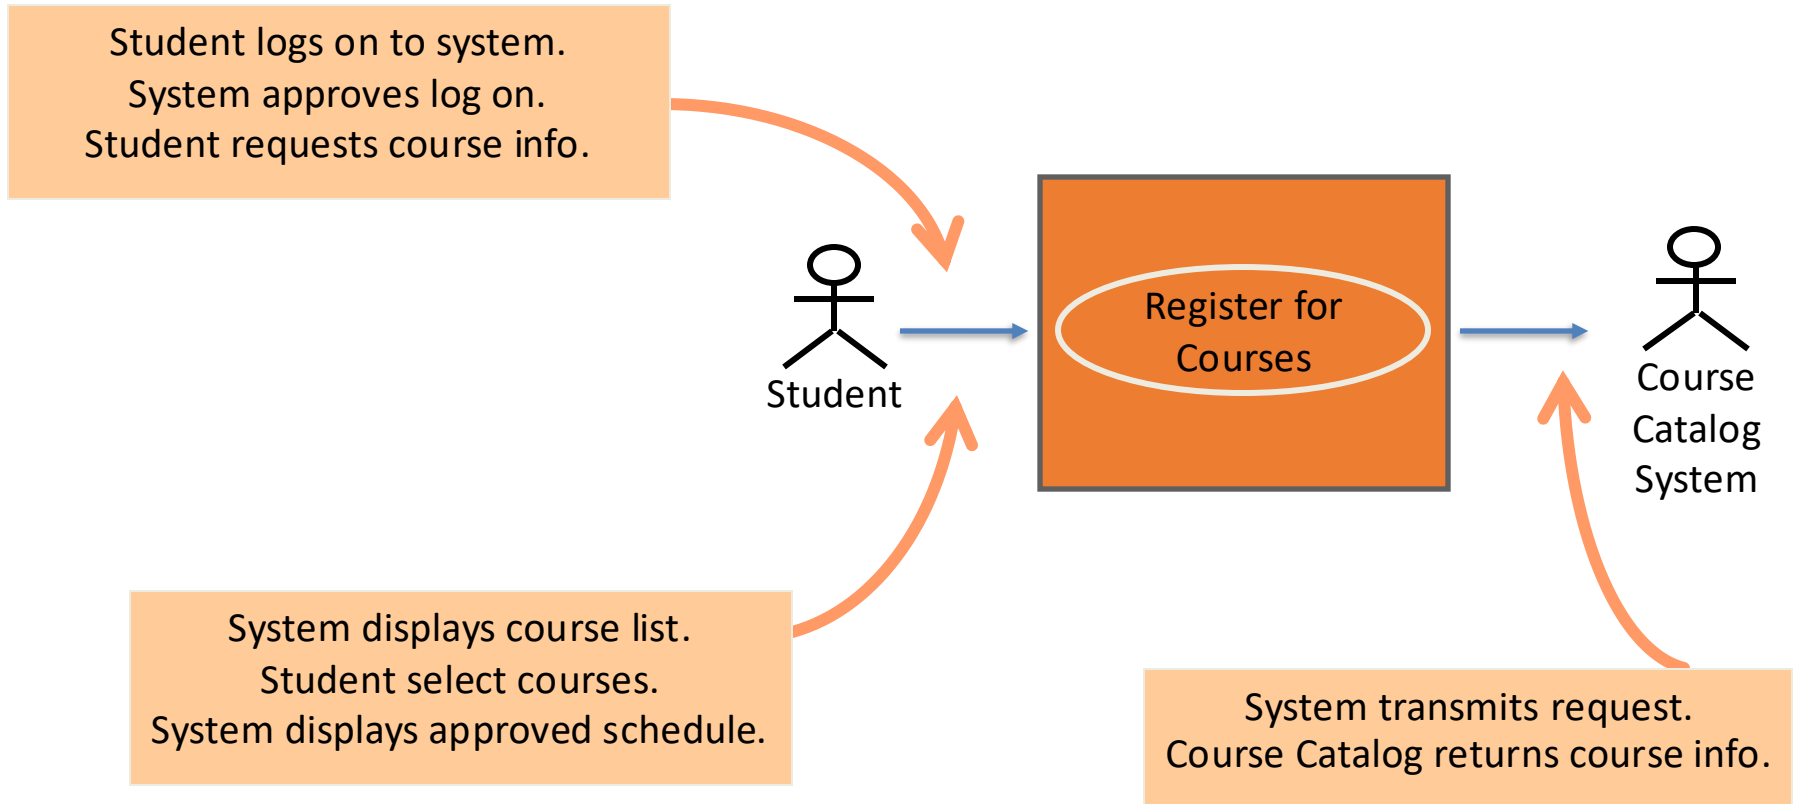 Student logs on to system.
System approves log on.
Student requests course info.
Register for
Courses
Student
Course
Catalog
System
System displays course list.
Student select courses.
System displays approved schedule.
System transmits request.
Course Catalog returns course info.